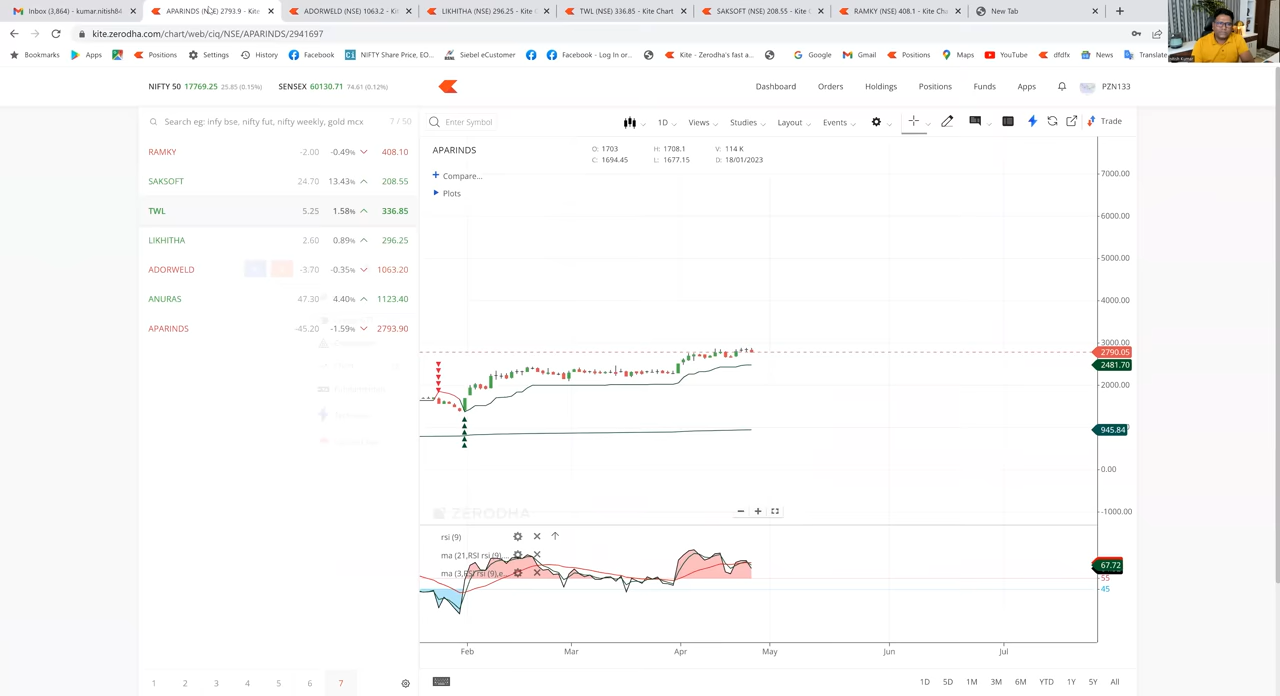 Inbox (3,864) - kumar.nitish84
APARINDS (NSE) 2793.9 - Kite
ADORWELD (NSE) 1063.2 - Kite
LIKHITHA (NSE) 296.25 - Kite
TWL (NSE) 336.85 - Kite Chart
SAKSOFT (NSE) 208.55 - Kite
RAMKY (NSE) 408.1 - Kite Cha
New Tab
kite.zerodha.com/chart/web/ciq/NSE/APARINDS/2941697
Bookmarks Apps Positions Settings History Facebook NIFTY Share Price, EO... Siebel eCustomer Facebook - Log In or... Kite - Zerodha's fast a... Google Gmail Positions Maps YouTube dfdfx News Translate
NIFTY 50 17769.25 25.85 (0.15%) SENSEX 60130.71 74.61 (0.12%)
Dashboard Orders Holdings Positions Funds Apps PZN133
Search eg: infy bse, nifty fut, nifty weekly, gold mcx 7 / 50
RAMKY -2.00 -0.49% 408.10
SAKSOFT 24.70 13.43% 208.55
TWL 5.25 1.58% 336.85
LIKHITHA 2.60 0.89% 296.25
ADORWELD -3.70 -0.35% 1063.20
ANURAS 47.30 4.40% 1123.40
APARINDS -45.20 -1.59% 2793.90
1 2 3 4 5 6 7
Enter Symbol 1D Views Studies Layout Events Trade
APARINDS
O: 1703 H: 1708.1 V: 114 K
C: 1694.45 L: 1677.15 D: 18/01/2023
+ Compare...
Plots
7000.00
6000.00
5000.00
4000.00
3000.00
2790.05
2481.70
2000.00
945.84
0.00
-1000.00
ZERODHA
rsi (9)
ma (21,RSI rsi (9)
ma (3,RSI rsi (9),e...
67.72
55
45
Feb Mar Apr May Jun Jul
1D 5D 1M 3M 6M YTD 1Y 5Y All